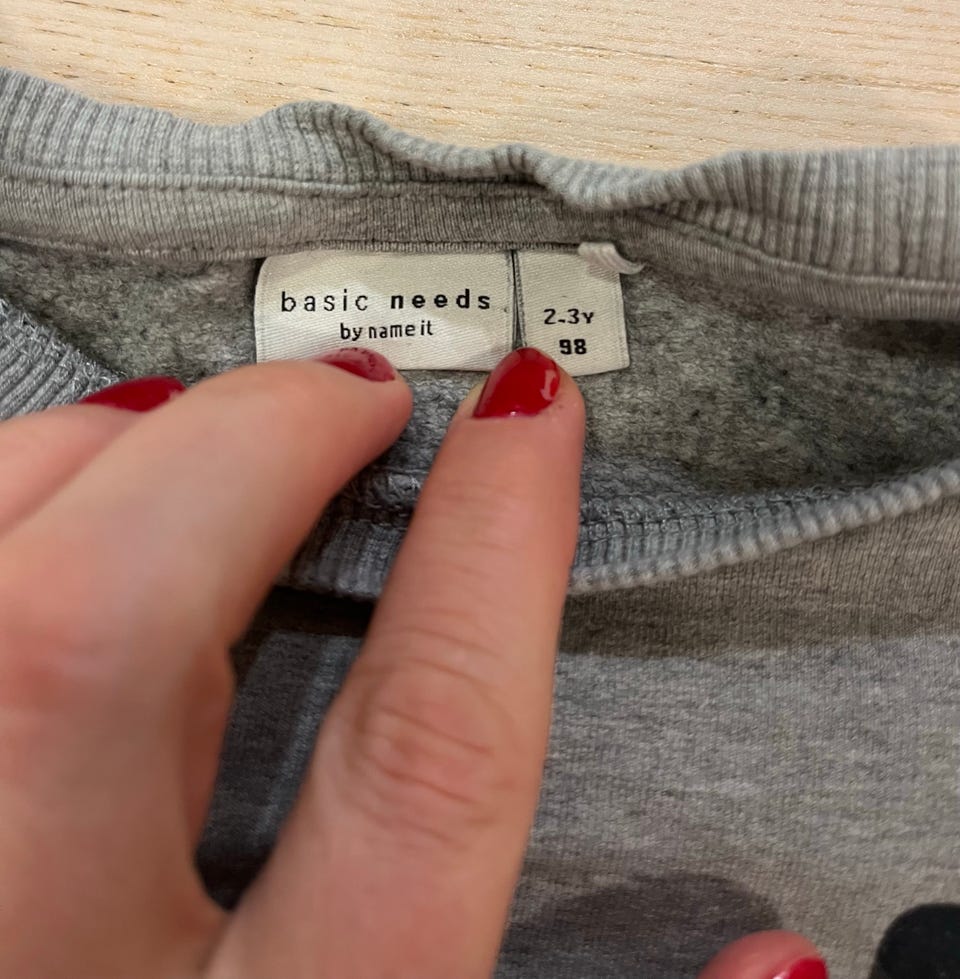 basic needs
by name it
2-3Y
98